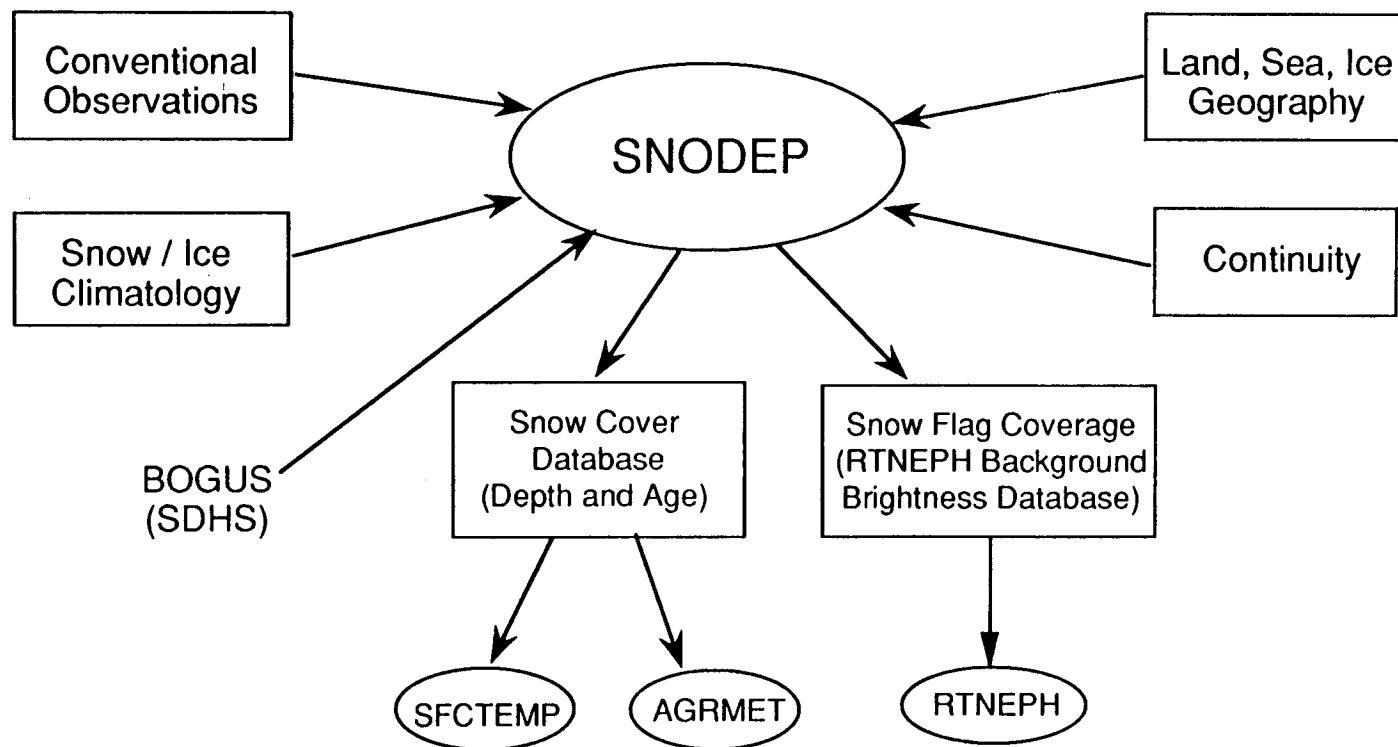 Conventional
Observations
SNODEP
Land, Sea, Ice
Geography
Snow / Ice
Climatology
Continuity
BOGUS
(SDHS)
Snow Cover
Database
(Depth and Age)
Snow Flag Coverage
(RTNEPH Background
Brightness Database)
SFCTEMP
AGRMET
RTNEPH